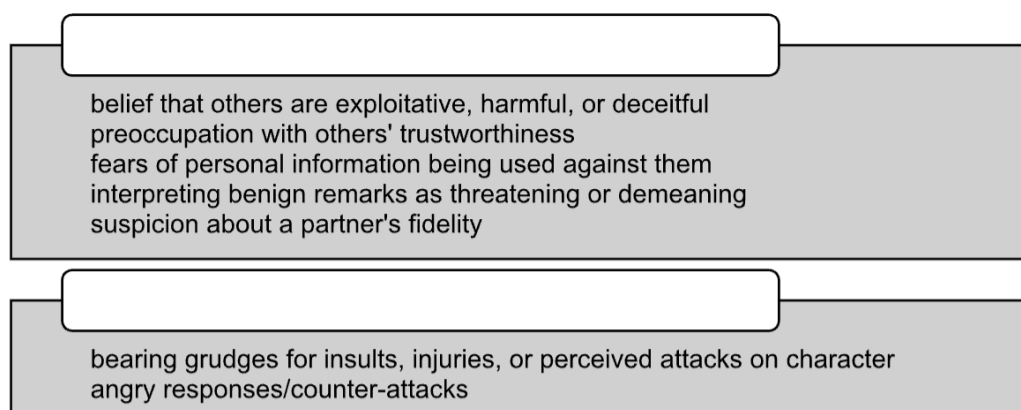 belief that others are exploitative, harmful, or deceitful
preoccupation with others' trustworthiness
fears of personal information being used against them
interpreting benign remarks as threatening or demeaning
suspicion about a partner's fidelity
bearing grudges for insults, injuries, or perceived attacks on character
angry responses/counter-attacks